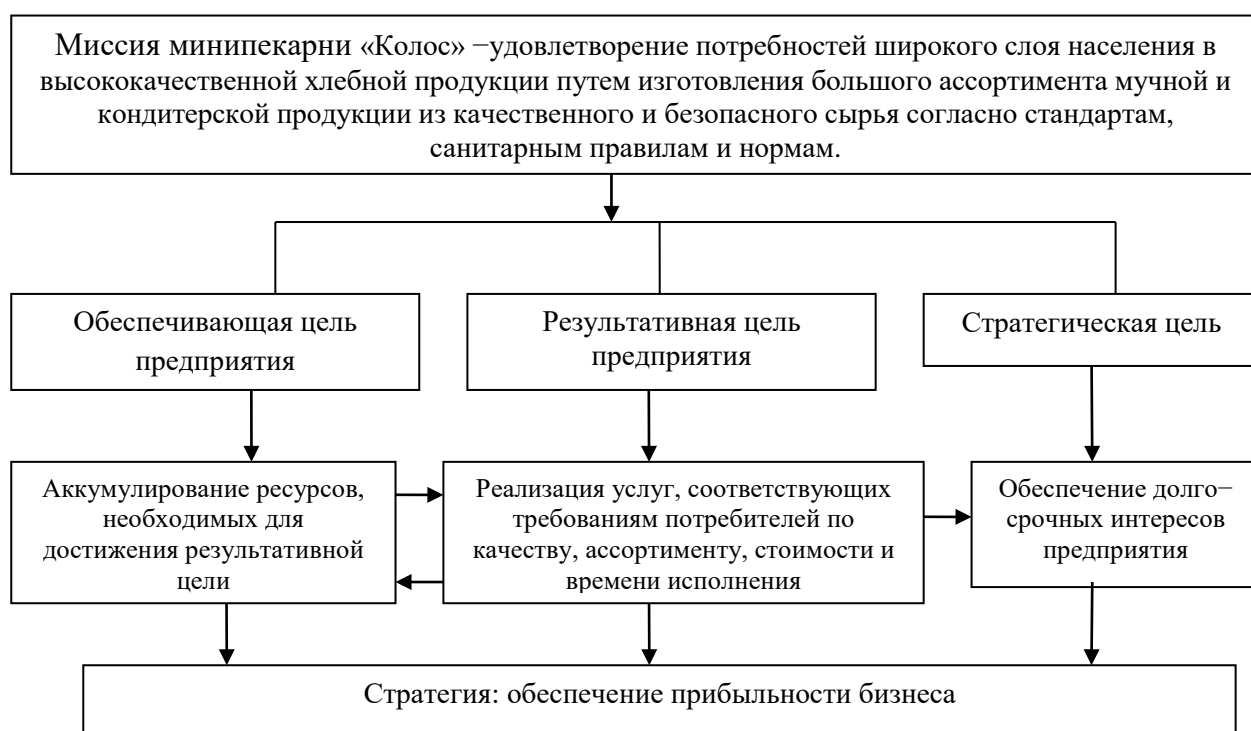 Миссия минипекарни «Колос» −удовлетворение потребностей широкого слоя населения в
высококачественной хлебной продукции путем изготовления большого ассортимента мучной и
кондитерской продукции из качественного и безопасного сырья согласно стандартам,
санитарным правилам и нормам.
Обеспечивающая цель
предприятия
Результативная цель
предприятия
Стратегическая цель
Аккумулирование ресурсов,
необходимых для
достижения результативной
цели
Реализация услуг, соответствующих
требованиям потребителей по
качеству, ассортименту, стоимости и
времени исполнения
Обеспечение долго−
срочных интересов
предприятия
Стратегия: обеспечение прибыльности бизнеса